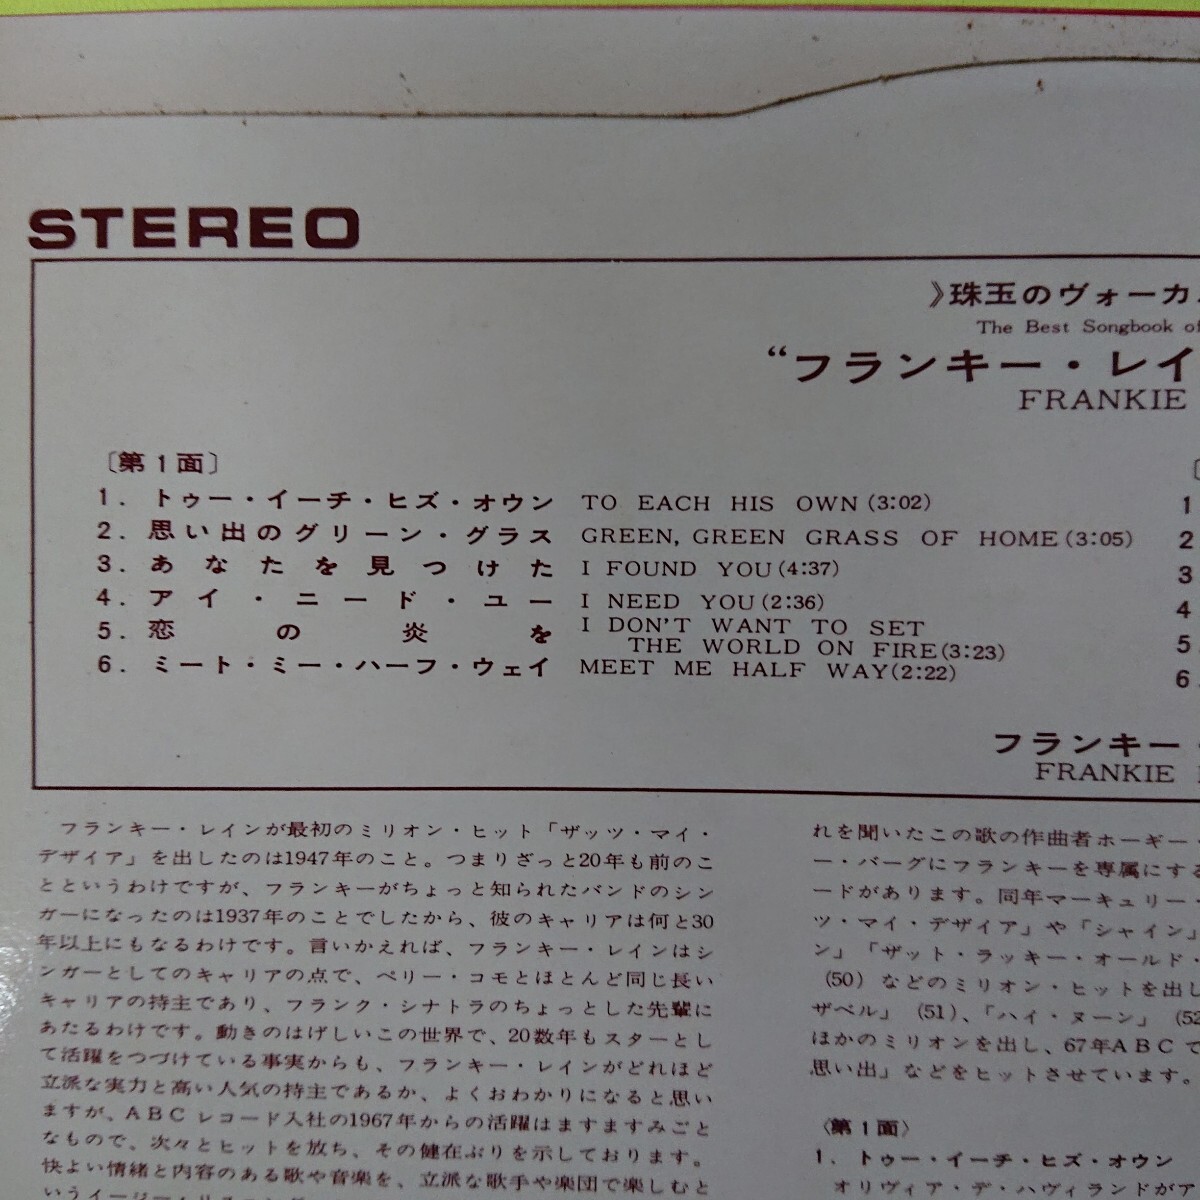 STEREO
》珠玉のヴォーカ
The Best Songbook of
“フランキー・レイ
FRANKIE
〔第1面〕
1. トゥー・イーチ・ヒズ・オウン TO EACH HIS OWN (3:02)
2. 思い出のグリーン・グラス GREEN, GREEN GRASS OF HOME (3:05)
3. あなたを見つけた I FOUND YOU (4:37)
4. アイ・ニード・ユー I NEED YOU (2:36)
5. 恋の炎を I DON'T WANT TO SET
THE WORLD ON FIRE (3:23)
6. ミート・ミー・ハーフ・ウェイ MEET ME HALF WAY (2:22)
1
2
3
4
5
6
フランキー・
FRANKIE
フランキー・レインが最初のミリオン・ヒット「ザッツ・マイ・
デザイア」を出したのは1947年のこと。つまりざっと20年も前のこ
とというわけですが、フランキーがちょっと知られたバンドのシン
ガーになったのは1937年のことでしたから、彼のキャリアは何と30
年以上にもなるわけです。言いかえれば、フランキー・レインはシ
ンガーとしてのキャリアの点で、ペリー・コモとほとんど同じ長い
キャリアの持主であり、フランク・シナトラのちょっとした先輩に
あたるわけです。動きのはげしいこの世界で、20数年もスターとし
て活躍をつづけている事実からも、フランキー・レインがどれほど
立派な実力と高い人気の持主であるか、よくおわかりになると思い
ますが、ABCレコード入社の1967年からの活躍はますますみごと
なもので、次々とヒットを放ち、その健在ぶりを示しております。
快よい情緒と内容のある歌や音楽を、立派な歌手や楽団で楽しむと
れを聞いたこの歌の作曲者ホーギー・
ー・バーグにフランキーを専属にする
ードがあります。同年マーキュリー・
ツ・マイ・デザイア」や「シャイン」
ン」「ザット・ラッキー・オールド・
(50) などのミリオン・ヒットを出し
ザベル」(51)、「ハイ・ヌーン」(52
ほかのミリオンを出し、67年ABCで
思い出」などをヒットさせています。
〈第1面〉
1. トゥー・イーチ・ヒズ・オウン
オリヴィア・デ・ハヴィランドがア